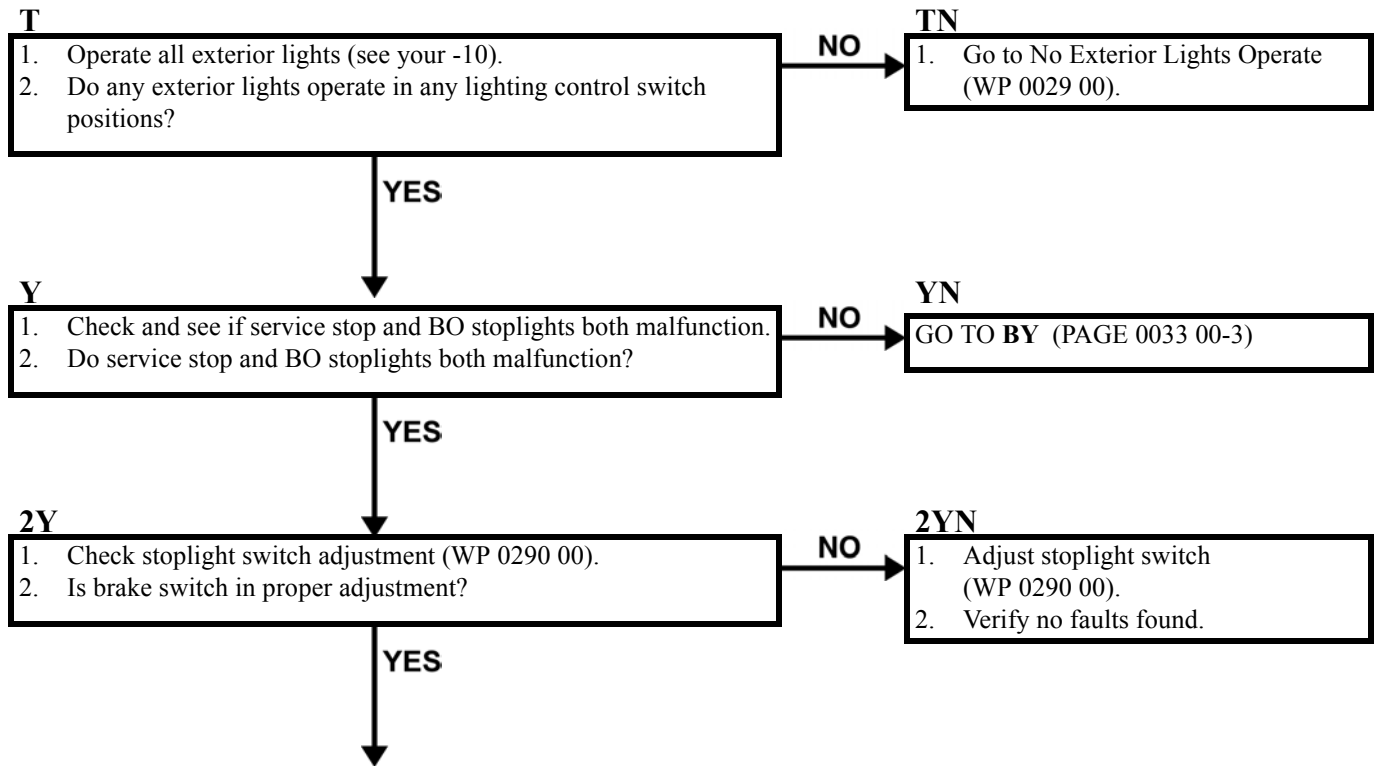 T
1. Operate all exterior lights (see your -10).
2. Do any exterior lights operate in any lighting control switch
positions?
NO
TN
1. Go to No Exterior Lights Operate
(WP 0029 00).
YES
Y
1. Check and see if service stop and BO stoplights both malfunction.
2. Do service stop and BO stoplights both malfunction?
NO
YN
GO TO BY (PAGE 0033 00-3)
YES
2Y
1. Check stoplight switch adjustment (WP 0290 00).
2. Is brake switch in proper adjustment?
NO
2YN
1. Adjust stoplight switch
(WP 0290 00).
2. Verify no faults found.
YES